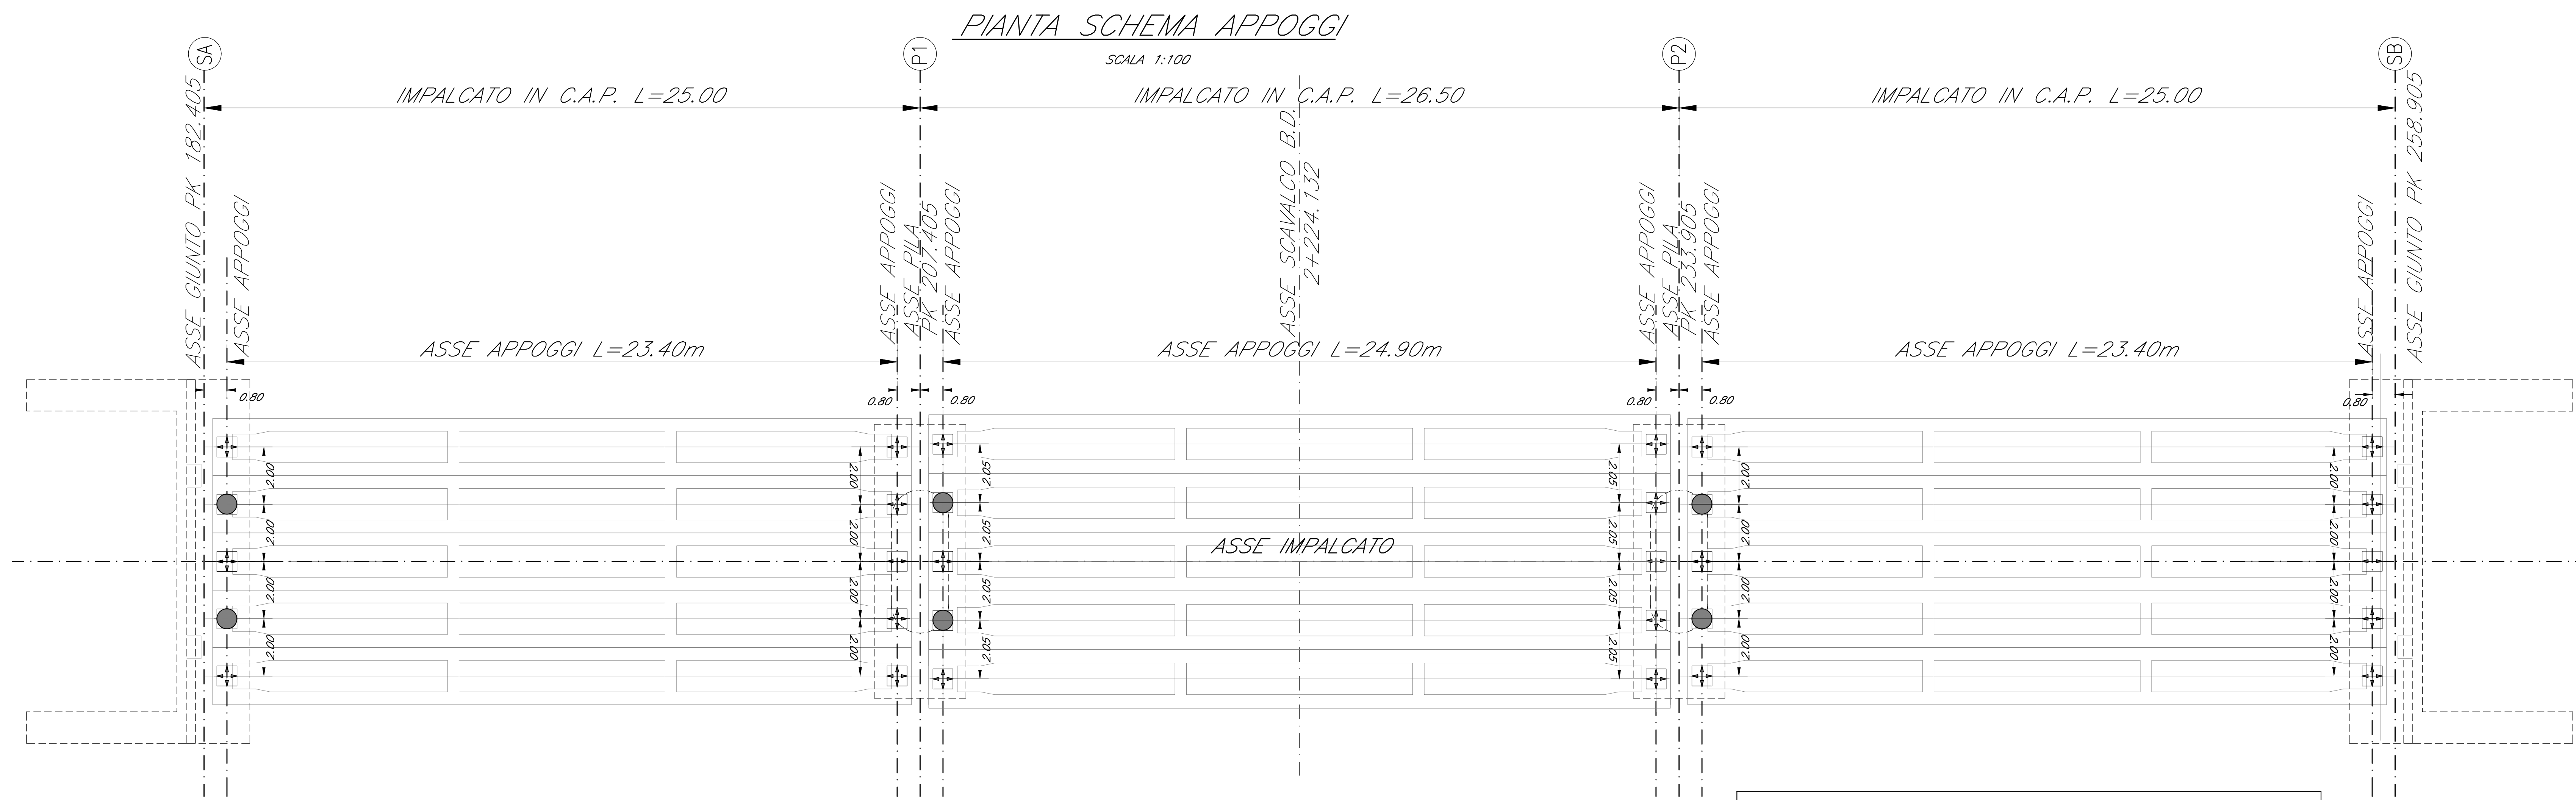 PIANTA SCHEMA APPOGGI
SCALA 1:100
SA
P1
P2
SB
IMPALCATO IN C.A.P. L=25.00
IMPALCATO IN C.A.P. L=26.50
IMPALCATO IN C.A.P. L=25.00
ASSE GIUNTO PK 182.405
ASSE APPOGGI
ASSE APPOGGI
ASSE PILA
PK 207.405
ASSE APPOGGI
ASSE SCAVALCO B.D.
2+224.132
ASSE APPOGGI
ASSE PILA
PK 233.905
ASSE APPOGGI
ASSE APPOGGI
ASSE GIUNTO PK 258.905
ASSE APPOGGI L=23.40m
ASSE APPOGGI L=24.90m
ASSE APPOGGI L=23.40m
0.80
0.80
0.80
0.80
0.80
0.80
2.00
2.00
2.00
2.00
2.00
2.00
2.00
2.00
2.05
2.05
2.05
2.05
ASSE IMPALCATO
2.05
2.05
2.05
2.05
2.00
2.00
2.00
2.00
2.00
2.00
2.00
2.00